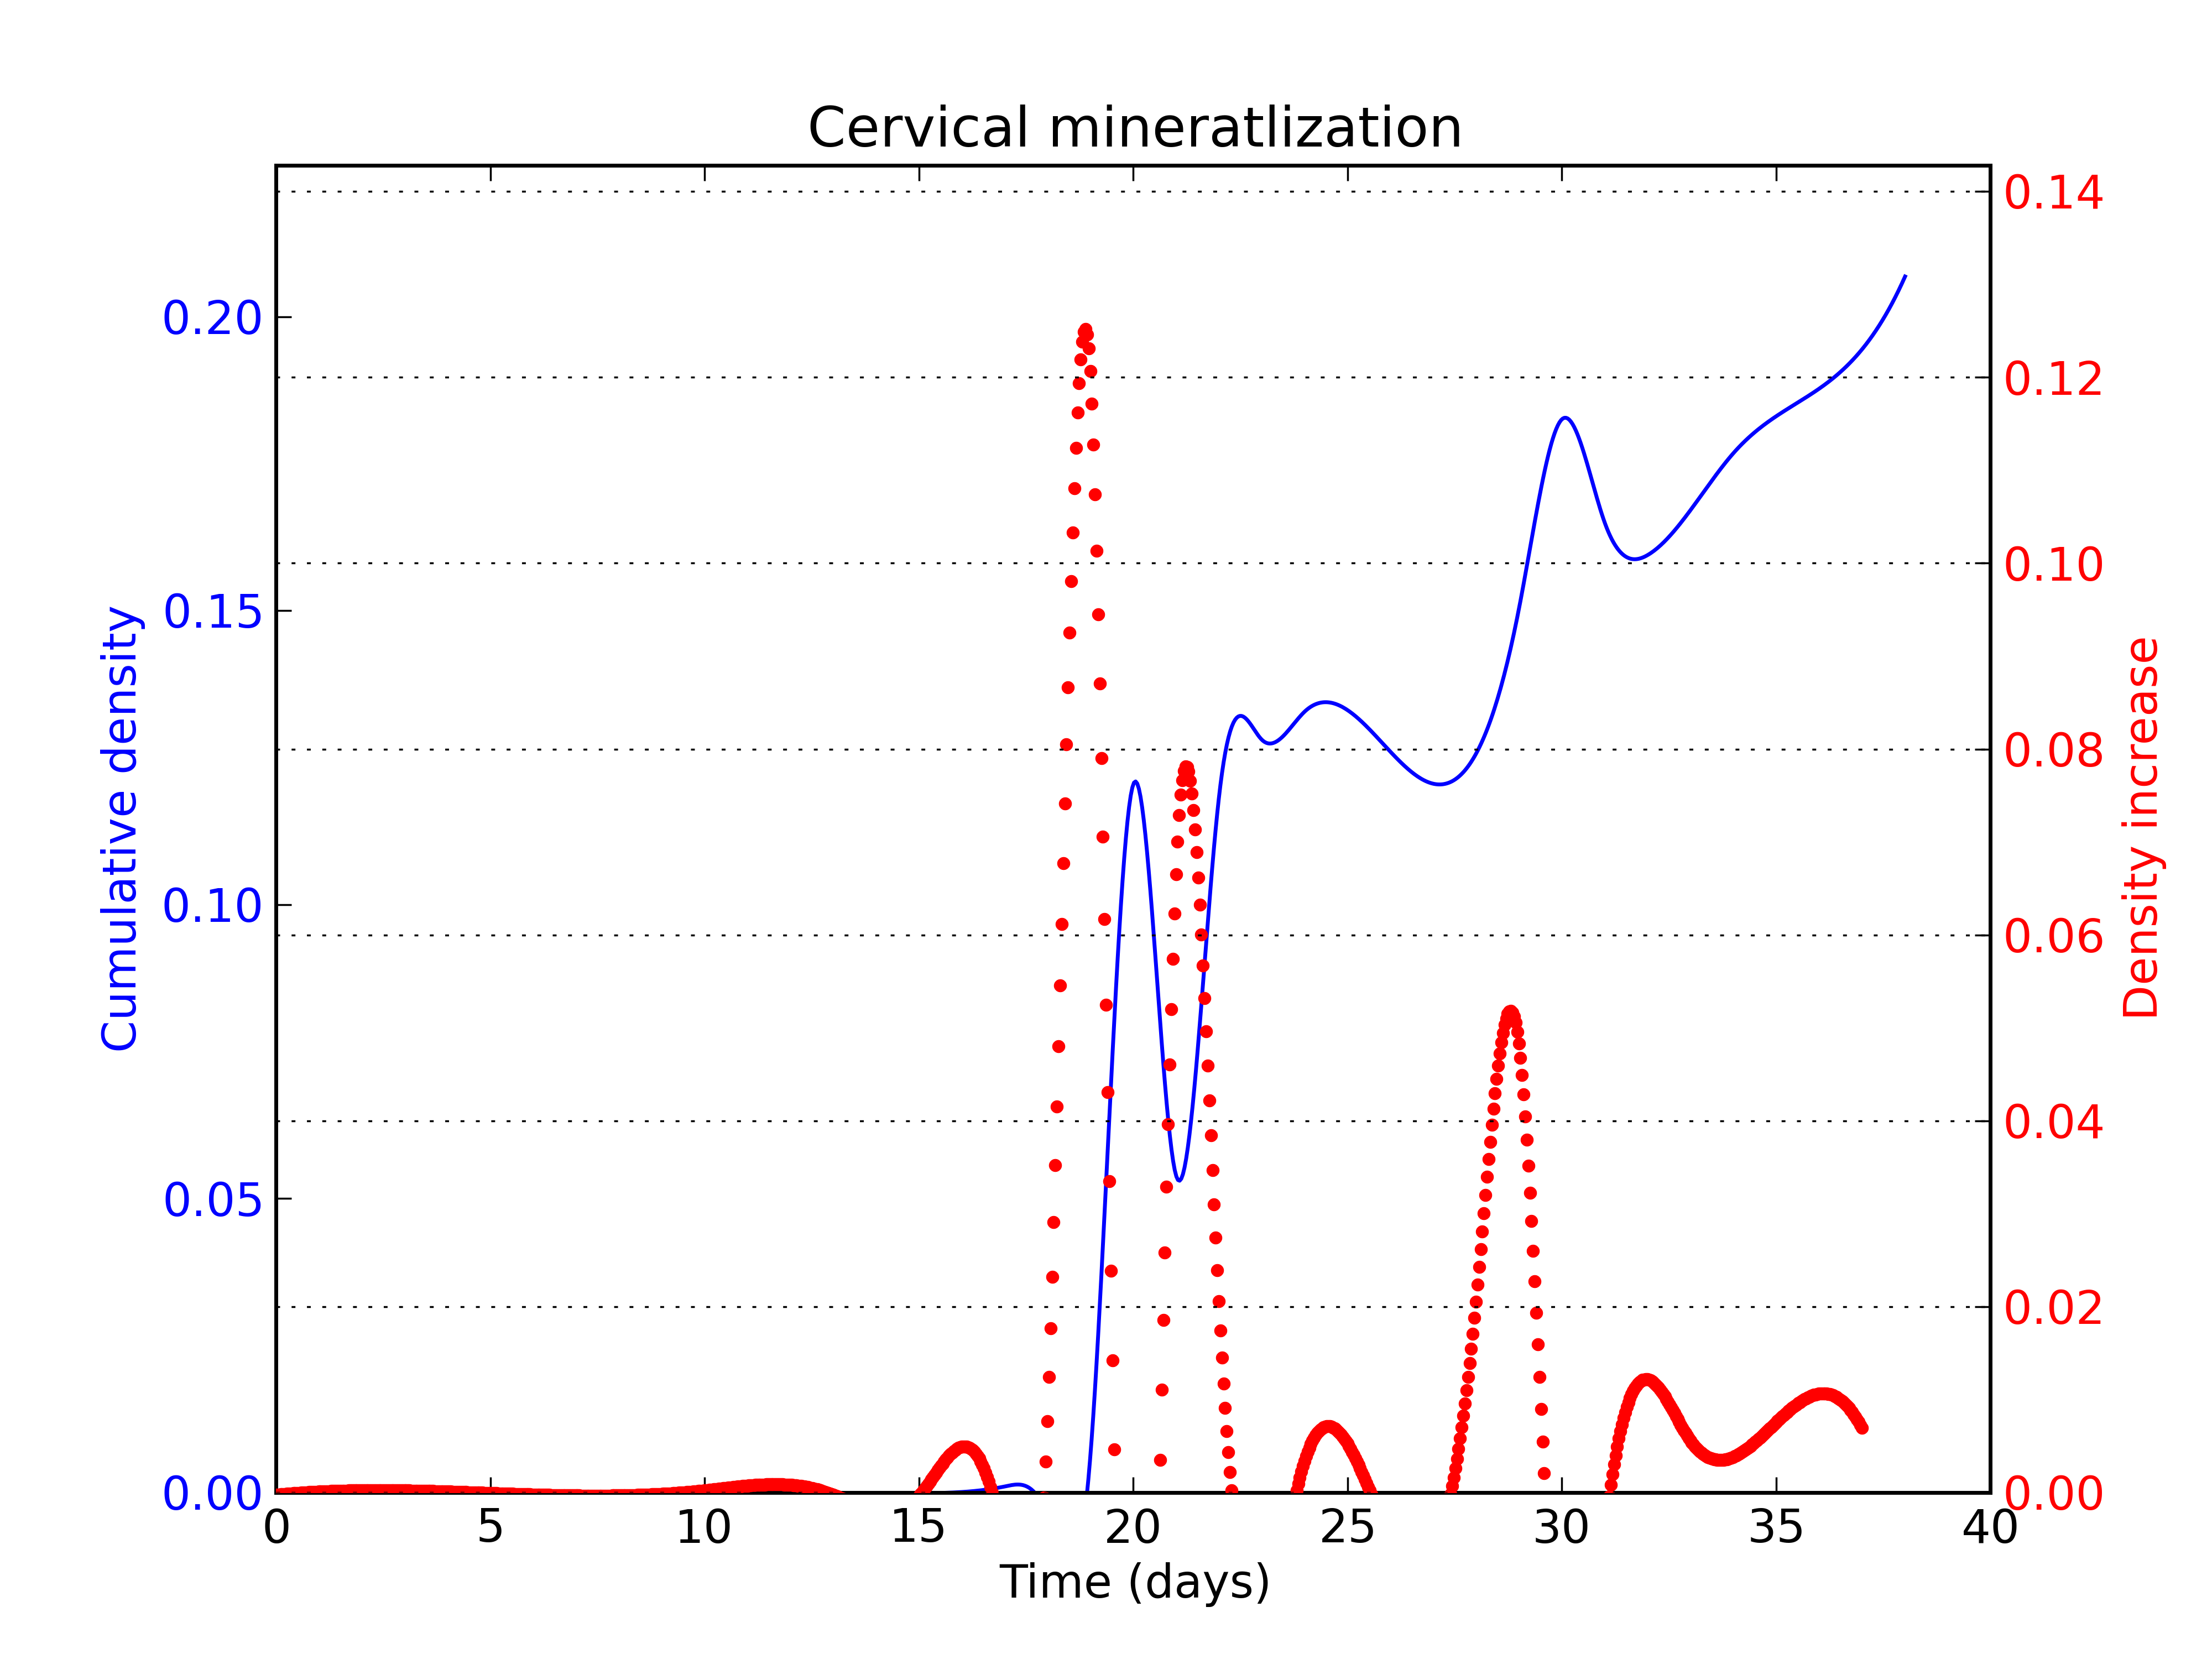 Cervical mineratlization
Cumulative density
0.20
0.15
0.10
0.05
0.00
0.14
0.12
0.10
0.08
0.06
0.04
0.02
0.00
Density increase
0 5 10 15 20 25 30 35 40
Time (days)